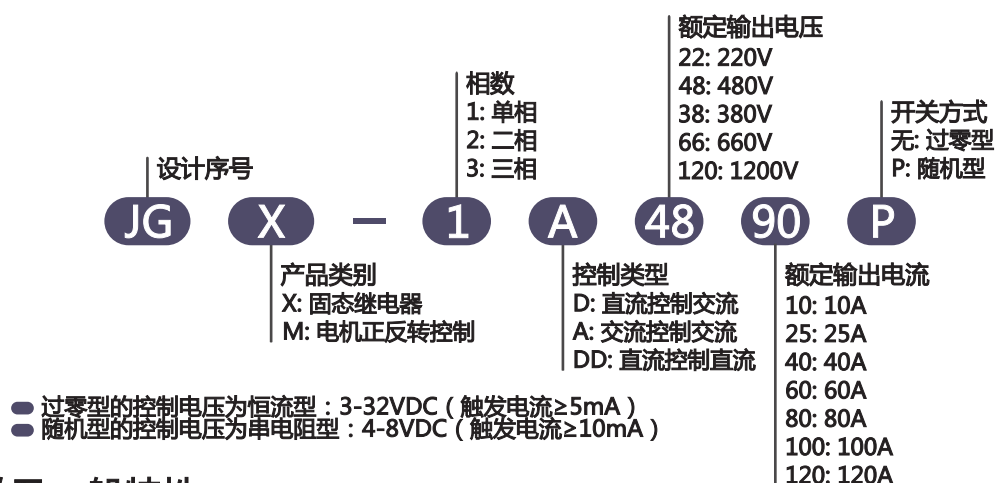 额定输出电压
22: 220V
48: 480V
38: 380V
66: 660V
120: 1200V
相数
1: 单相
2: 二相
3: 三相
开关方式
无: 过零型
P: 随机型
设计序号
JG X - 1 A 48 90 P
产品类别
X: 固态继电器
M: 电机正反转控制
控制类型
D: 直流控制交流
A: 交流控制交流
DD: 直流控制直流
额定输出电流
10: 10A
25: 25A
40: 40A
60: 60A
80: 80A
100: 100A
120: 120A
过零型的控制电压为恒流型：3-32VDC（触发电流≥5mA）
随机型的控制电压为串电阻型：4-8VDC（触发电流≥10mA）